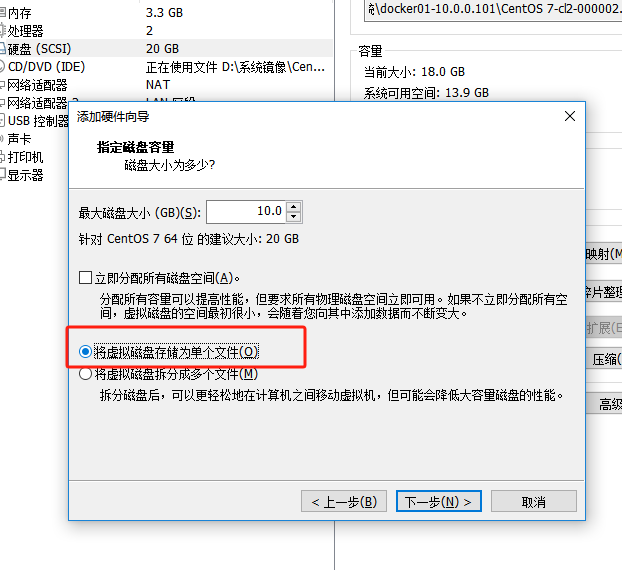 内存 3.3 GB
处理器 2
硬盘 (SCSI) 20 GB
CD/DVD (IDE) 正在使用文件 D:\系统镜像\Cen...
网络适配器 NAT
网络适配器 2 LAN 区段
USB 控制器
声卡
打印机
显示器
\docker01-10.0.0.101\CentOS 7-cl2-000002.
容量
当前大小: 18.0 GB
系统可用空间: 13.9 GB
添加硬件向导
指定磁盘容量
磁盘大小为多少?
最大磁盘大小 (GB)(S): 10.0
针对 CentOS 7 64 位 的建议大小: 20 GB
立即分配所有磁盘空间(A)。
分配所有容量可以提高性能，但要求所有物理磁盘空间立即可用。如果不立即分配所有空
间，虚拟磁盘的空间最初很小，会随着您向其中添加数据而不断变大。
将虚拟磁盘存储为单个文件(O)
将虚拟磁盘拆分成多个文件(M)
拆分磁盘后，可以更轻松地在计算机之间移动虚拟机，但可能会降低大容量磁盘的性能。
< 上一步(B) 下一步(N) > 取消
映射(M
碎片整理
扩展(E
压缩(
高级